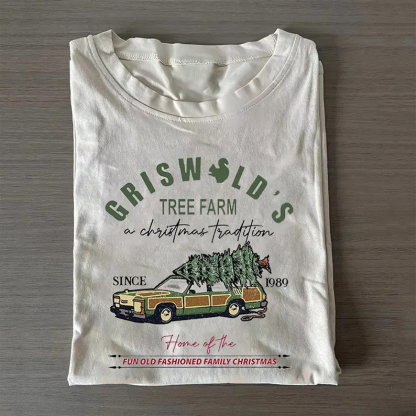 GRISWOLD'S
TREE FARM
a christmas tradition
SINCE 1989
Home of the
FUN OLD FASHIONED FAMILY CHRISTMAS